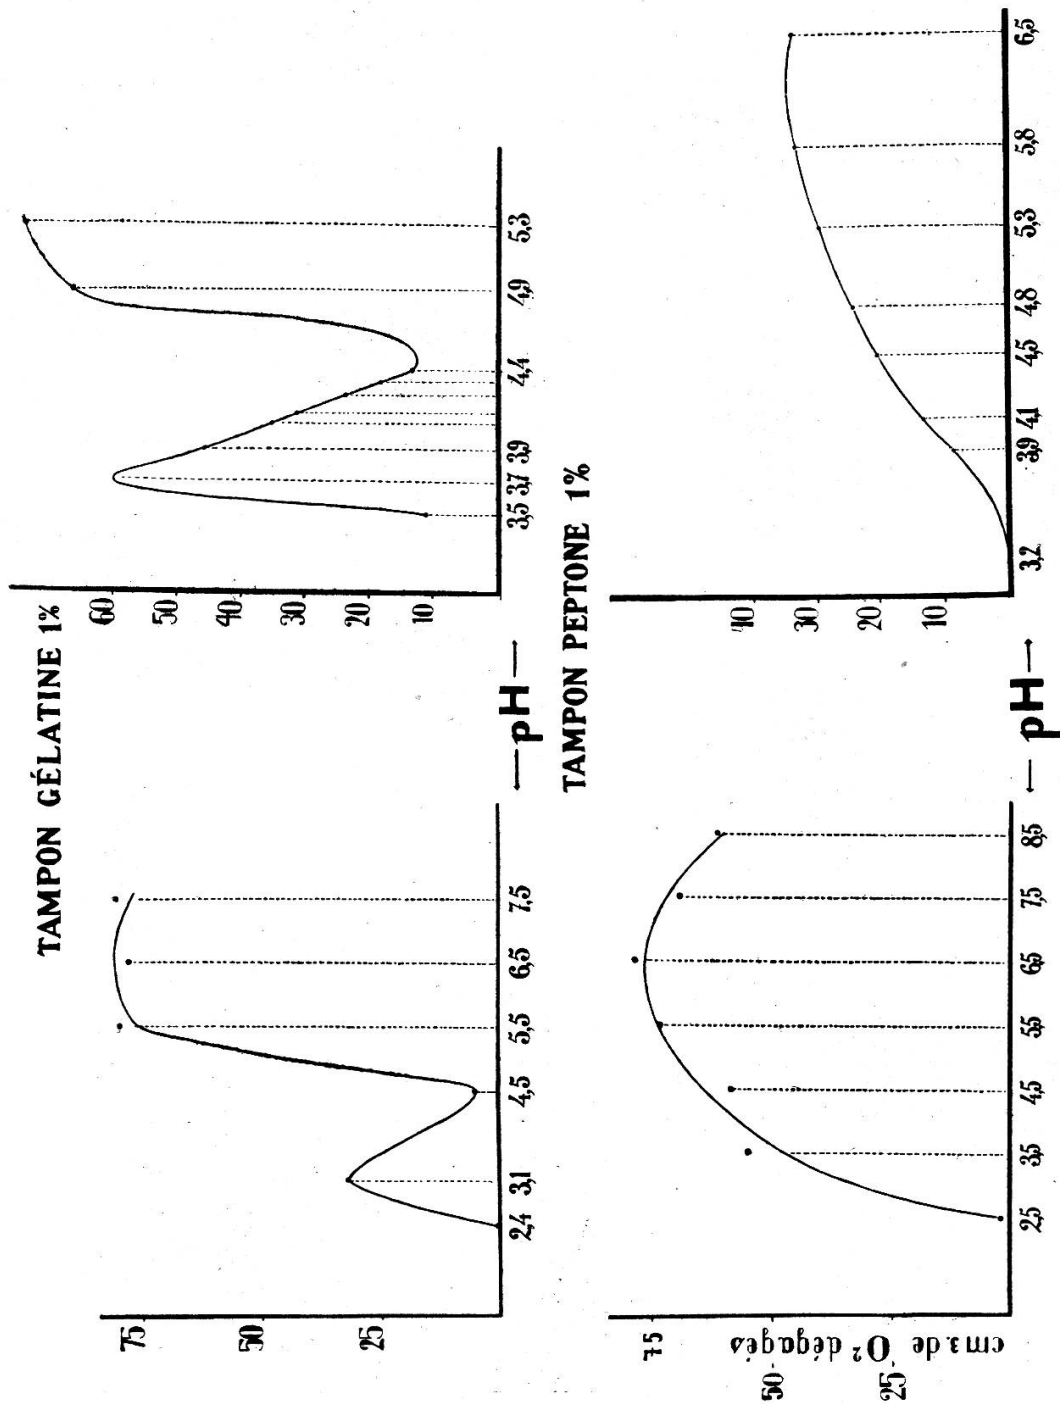 TAMPON GÉLATINE 1%
75
50
25
2,4 3,1 4,5 5,5 6,5 7,5
60
50
40
30
20
10
3,5 3,7 3,9 4,4 4,9 5,3
← pH →
TAMPON PEPTONE 1%
75
50
25
cm3. de O² dégagés
2,5 3,5 4,5 5,5 6,5 7,5 8,5
40
30
20
10
3,2 3,9 4,1 4,5 4,8 5,3 5,8 6,5
← pH →